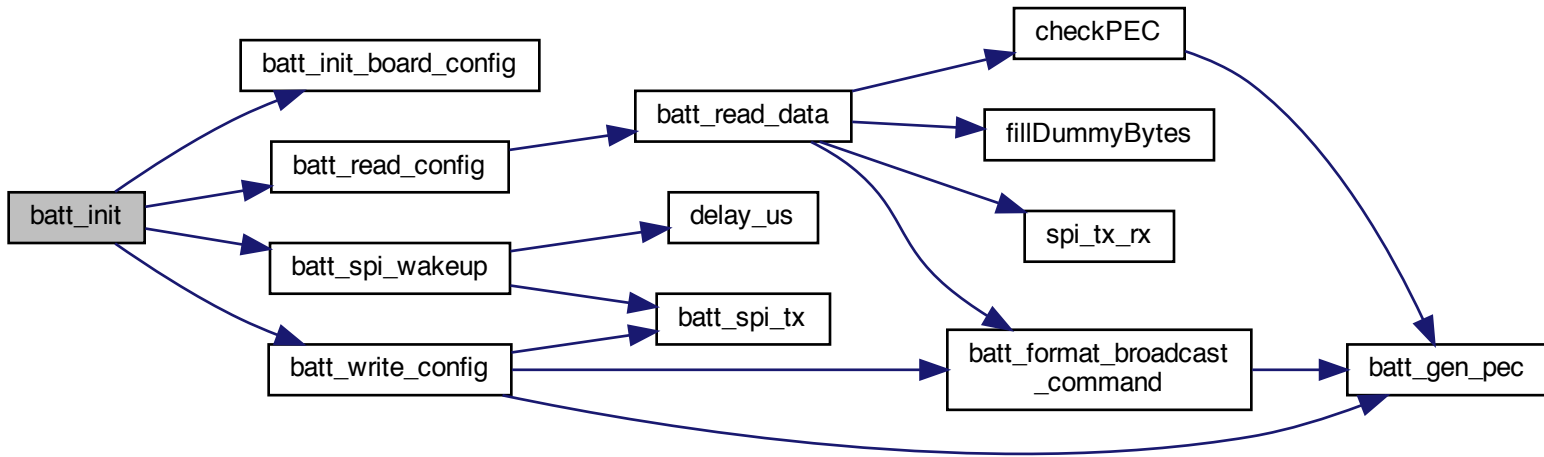 batt_init
batt_init_board_config
batt_read_config
batt_spi_wakeup
batt_write_config
batt_read_data
delay_us
batt_spi_tx
checkPEC
fillDummyBytes
spi_tx_rx
batt_format_broadcast
_command
batt_gen_pec